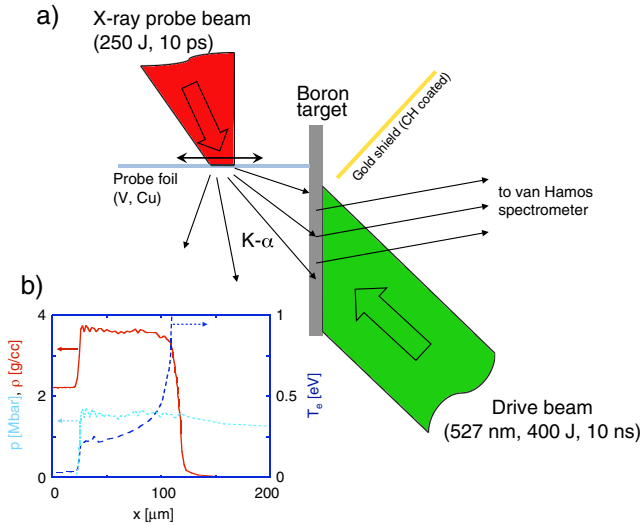 a)
X-ray probe beam
(250 J, 10 ps)
Boron
target
Gold shield (CH coated)
Probe foil
(V, Cu)
K-α
to van Hamos
spectrometer
b)
4
2
0
p [Mbar], ρ [g/cc]
1
0.5
0
T_e [eV]
0
100
200
x [μm]
Drive beam
(527 nm, 400 J, 10 ns)